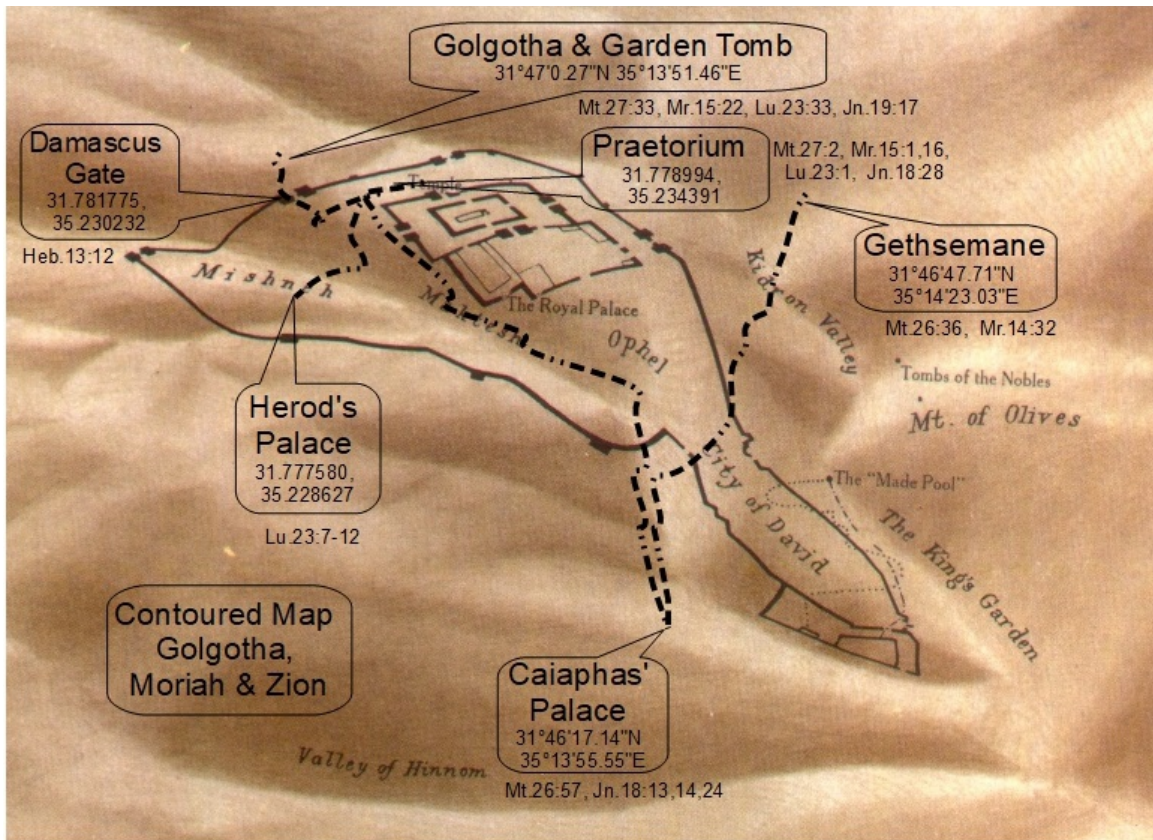 Golgotha & Garden Tomb
31°47'0.27"N 35°13'51.46"E
Mt.27:33, Mr.15:22, Lu.23:33, Jn.19:17
Damascus
Gate
31.781775,
35.230232
Heb.13:12
Praetorium
31.778994,
35.234391
Mt.27:2, Mr.15:1,16,
Lu.23:1, Jn.18:28
Temple
Gethsemane
31°46'47.71"N
35°14'23.03"E
Mt.26:36, Mr.14:32
Mishneh
Kidron Valley
The Royal Palace
Maktesh
Ophel
Tombs of the Nobles
Mt. of Olives
Herod's
Palace
31.777580,
35.228627
Lu.23:7-12
City of David
The "Made Pool"
The King's Garden
Contoured Map
Golgotha,
Moriah & Zion
Caiaphas'
Palace
31°46'17.14"N
35°13'55.55"E
Mt.26:57, Jn.18:13,14,24
Valley of Hinnom